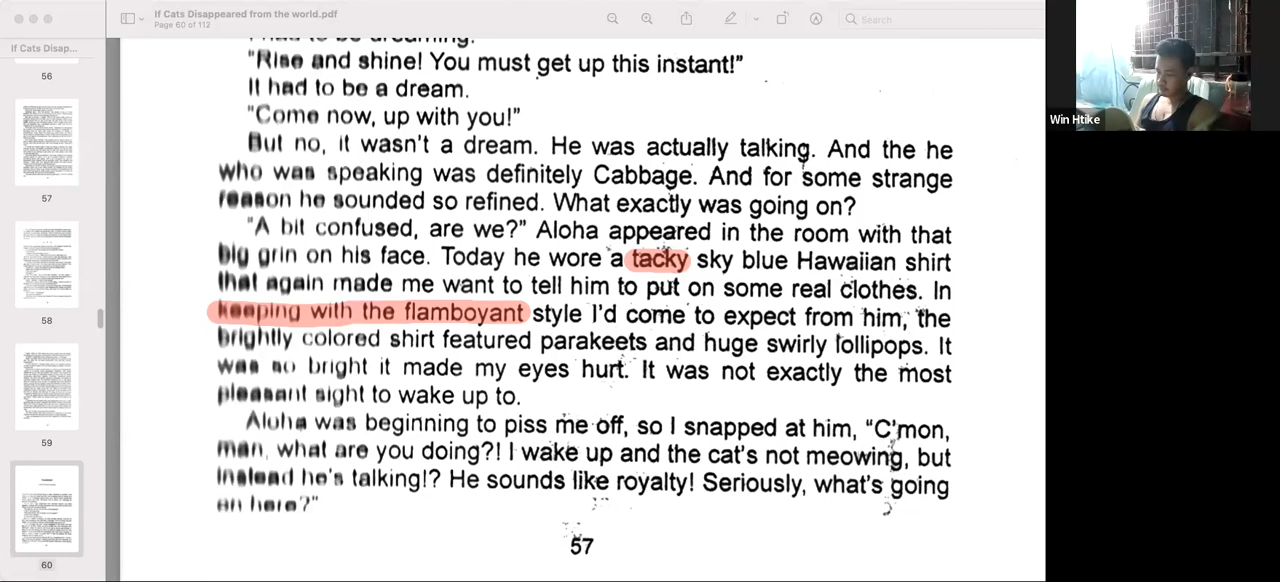 If Cats Disappeared from the world.pdf
Page 60 of 112
Search
If Cats Disap...
56
57
58
59
60
"Rise and shine! You must get up this instant!"
It had to be a dream.
"Come now, up with you!"
But no, it wasn't a dream. He was actually talking. And the he
who was speaking was definitely Cabbage. And for some strange
reason he sounded so refined. What exactly was going on?
"A bit confused, are we?" Aloha appeared in the room with that
big grin on his face. Today he wore a tacky sky blue Hawaiian shirt
that again made me want to tell him to put on some real clothes. In
keeping with the flamboyant style I'd come to expect from him, the
brightly colored shirt featured parakeets and huge swirly lollipops. It
was so bright it made my eyes hurt. It was not exactly the most
pleasant sight to wake up to.
Aloha was beginning to piss me off, so I snapped at him, "C'mon,
man, what are you doing?! I wake up and the cat's not meowing, but
instead he's talking!? He sounds like royalty! Seriously, what's going
on here?"
57
Win Htike